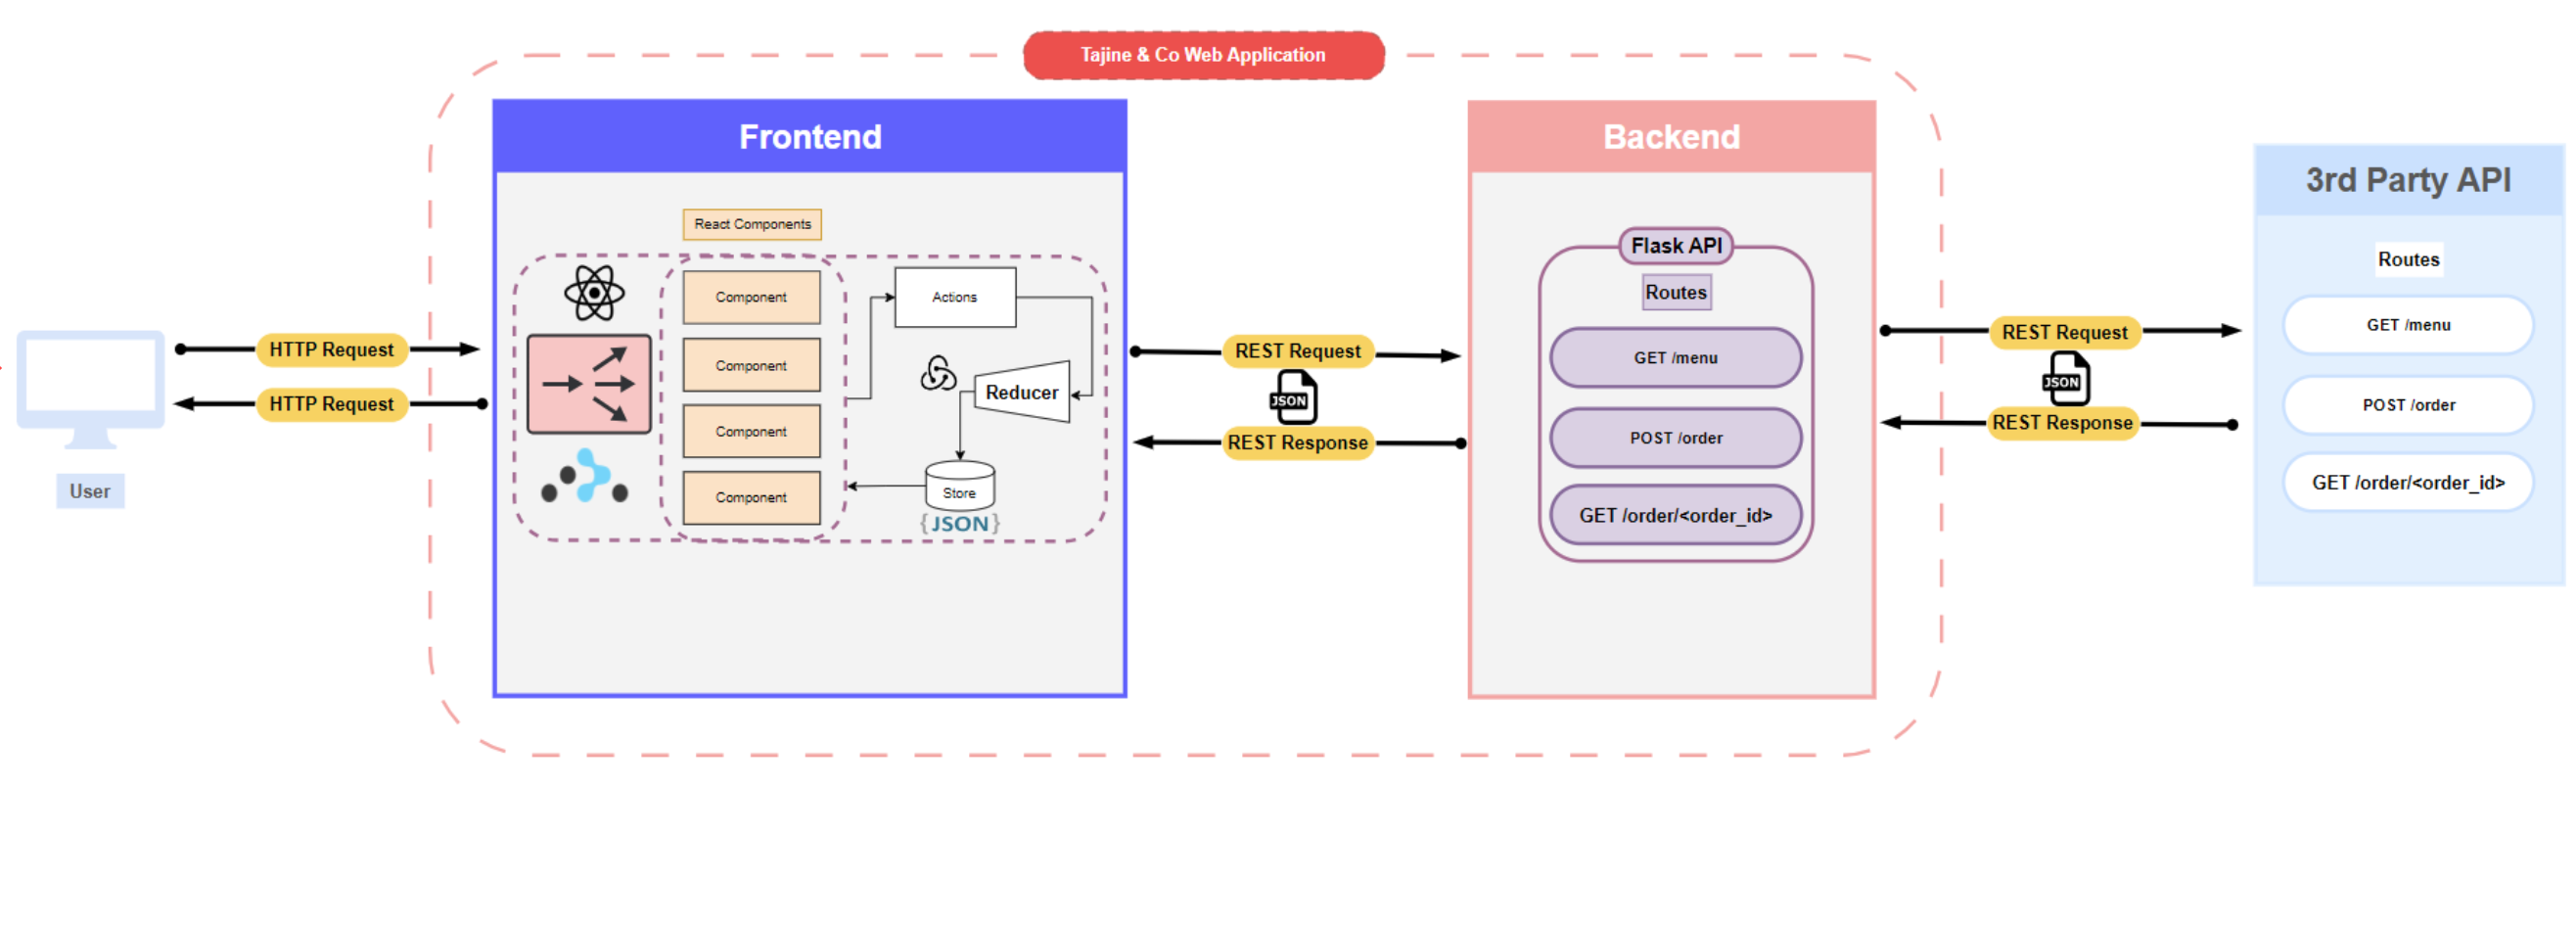 Tajine & Co Web Application
Frontend
Backend
3rd Party API
React Components
Component
Component
Component
Component
Actions
Reducer
Store
{JSON}
HTTP Request
HTTP Request
User
REST Request
JSON
REST Response
Flask API
Routes
GET /menu
POST /order
GET /order/<order_id>
REST Request
JSON
REST Response
Routes
GET /menu
POST /order
GET /order/<order_id>